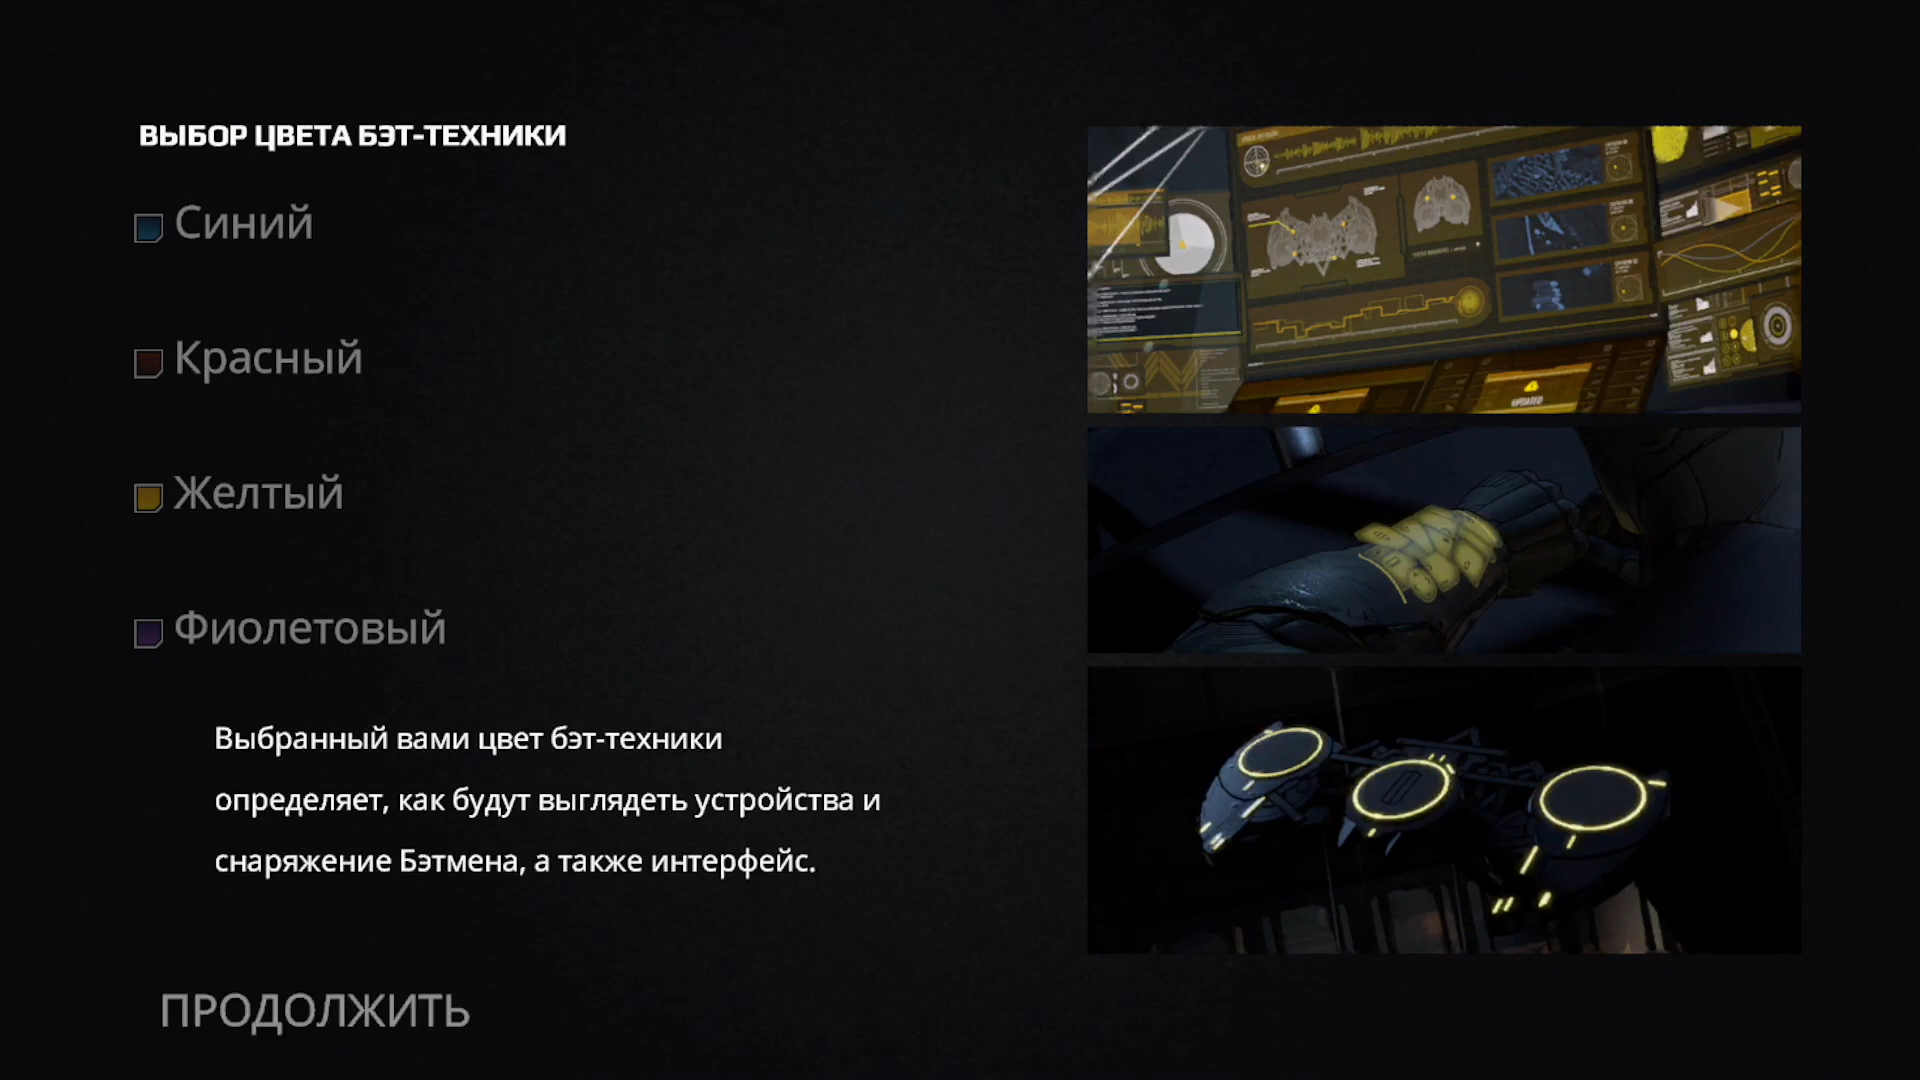 ВЫБОР ЦВЕТА БЭТ-ТЕХНИКИ
Синий
Красный
Желтый
Фиолетовый
Выбранный вами цвет бэт-техники
определяет, как будут выглядеть устройства и
снаряжение Бэтмена, а также интерфейс.
ПРОДОЛЖИТЬ
UPDATED